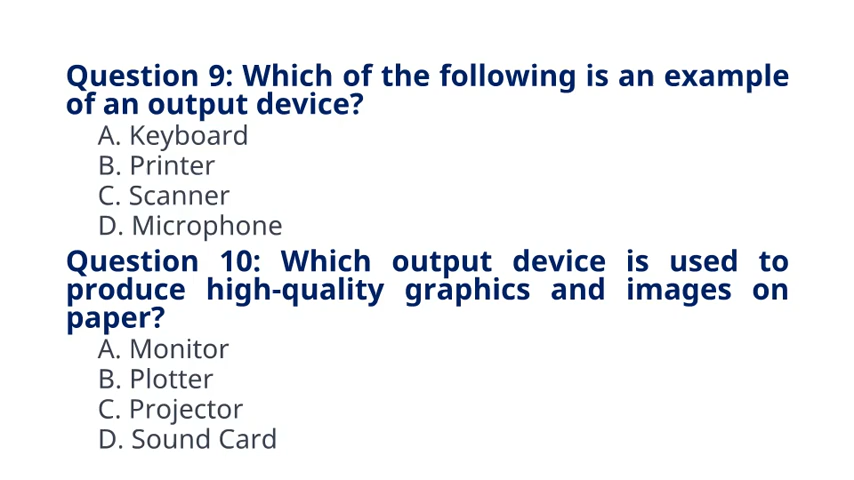 Question 9: Which of the following is an example
of an output device?
A. Keyboard
B. Printer
C. Scanner
D. Microphone
Question 10: Which output device is used to
produce high-quality graphics and images on
paper?
A. Monitor
B. Plotter
C. Projector
D. Sound Card